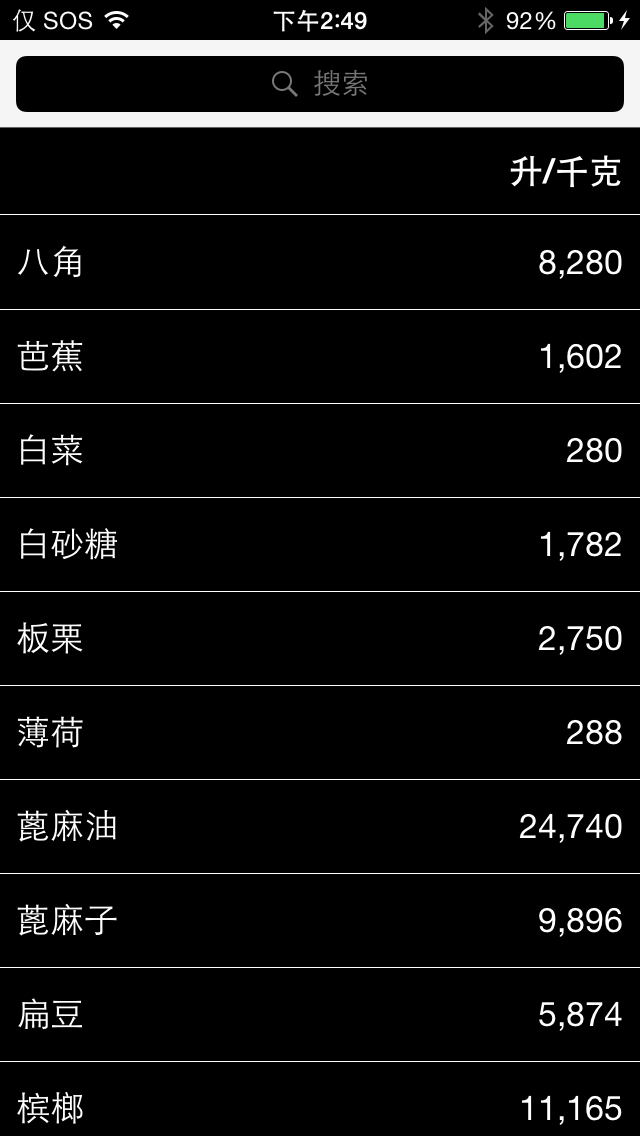 仅 SOS 下午2:49 92%
搜索
升/千克
八角 8,280
芭蕉 1,602
白菜 280
白砂糖 1,782
板栗 2,750
薄荷 288
蓖麻油 24,740
蓖麻子 9,896
扁豆 5,874
槟榔 11,165